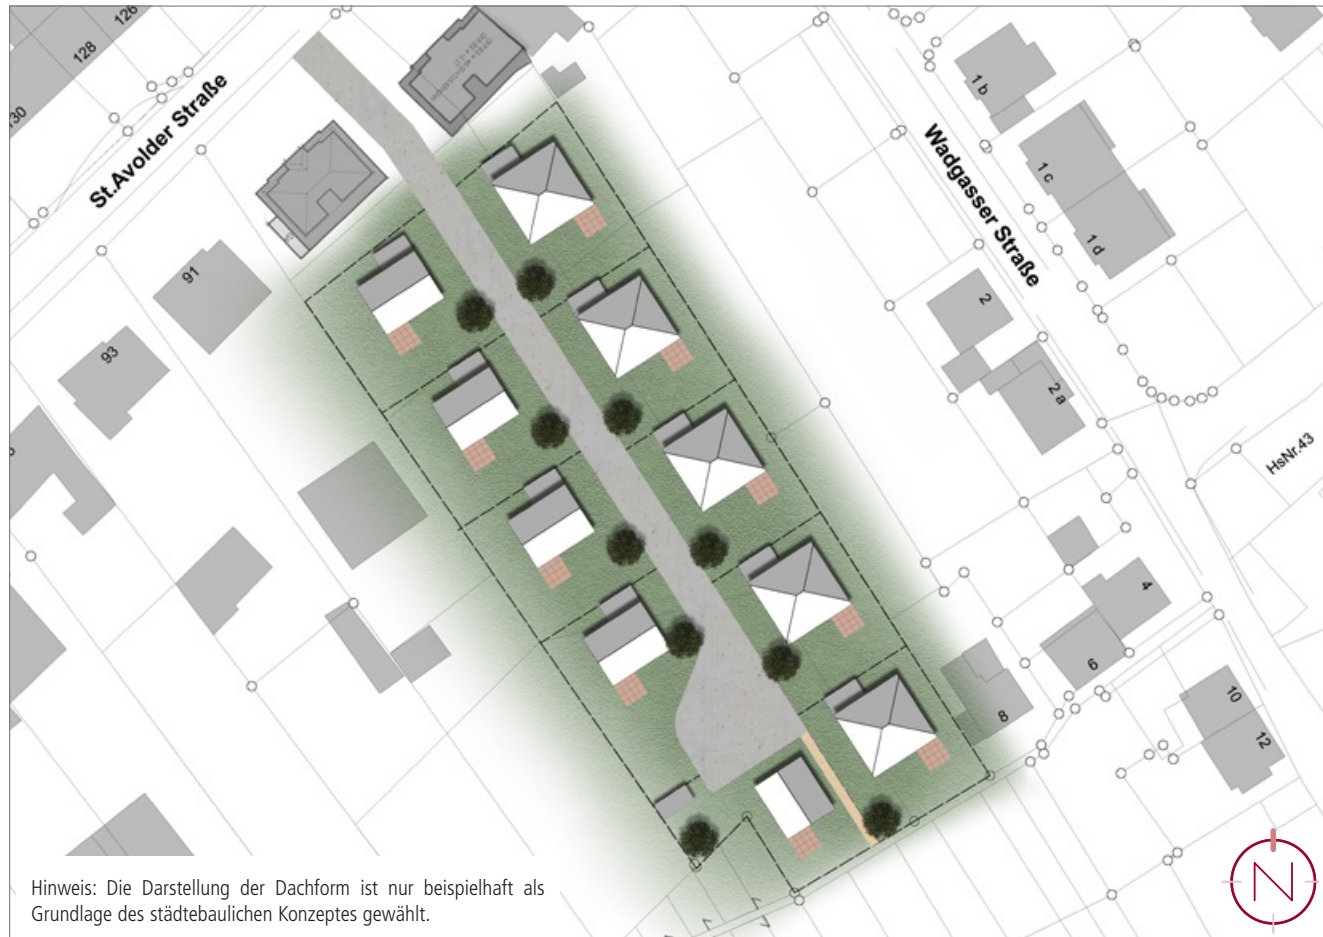 126
128
130
St.Avolder Straße
91
93
Wadgasser Straße
1 b
1 c
1 d
2
2 a
HsNr.43
4
6
8
10
12
N
Hinweis: Die Darstellung der Dachform ist nur beispielhaft als
Grundlage des städtebaulichen Konzeptes gewählt.